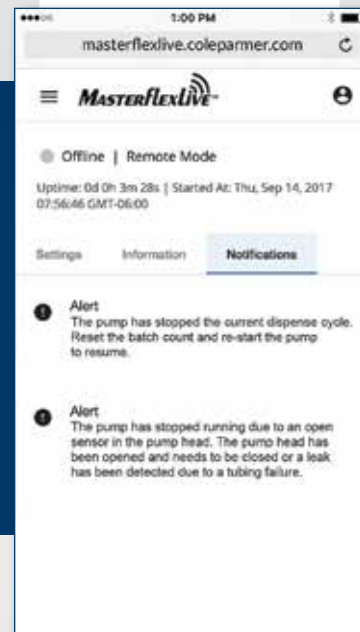 1:00 PM
masterflexlive.coleparmer.com
MASTERFLEXLIVE™
Offline | Remote Mode
Uptime: 0d 0h 3m 28s | Started At: Thu, Sep 14, 2017
07:56:46 GMT-06:00
Settings Information Notifications
Alert
The pump has stopped the current dispense cycle.
Reset the batch count and re-start the pump
to resume.
Alert
The pump has stopped running due to an open
sensor in the pump head. The pump head has
been opened and needs to be closed or a leak
has been detected due to a tubing failure.